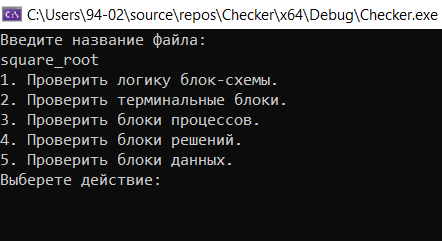 C:\Users\94-02\source\repos\Checker\x64\Debug\Checker.exe
Введите название файла:
square_root
1. Проверить логику блок-схемы.
2. Проверить терминальные блоки.
3. Проверить блоки процессов.
4. Проверить блоки решений.
5. Проверить блоки данных.
Выберете действие: